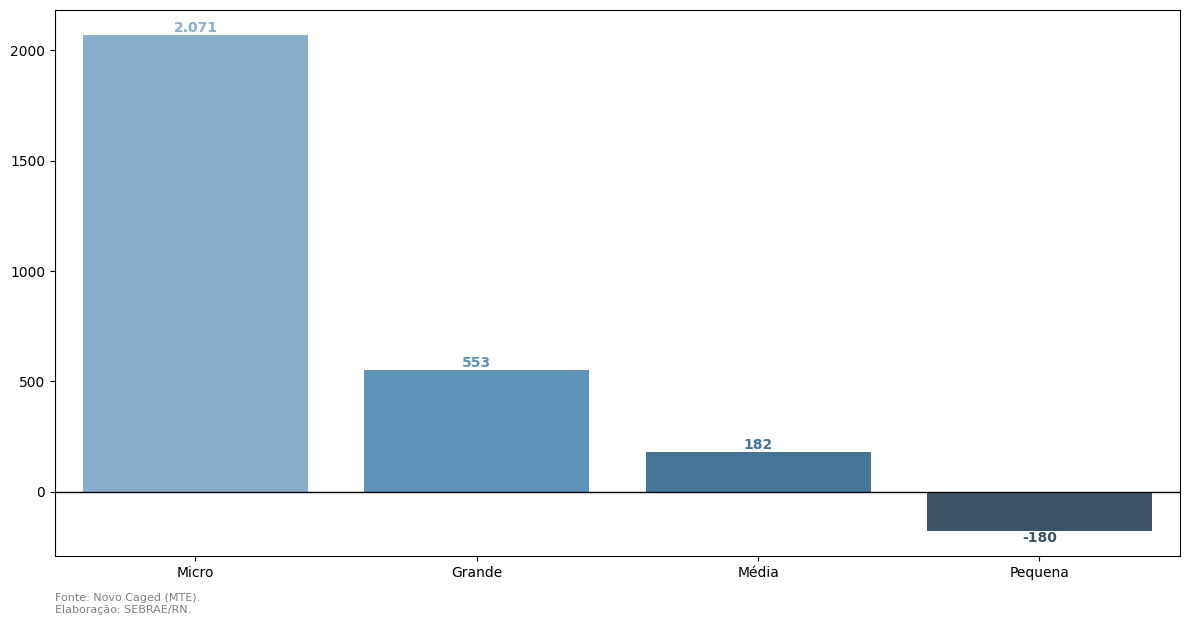 2.071
2000
1500
1000
553
500
182
0
-180
Micro
Grande
Média
Pequena
Fonte: Novo Caged (MTE).
Elaboração: SEBRAE/RN.